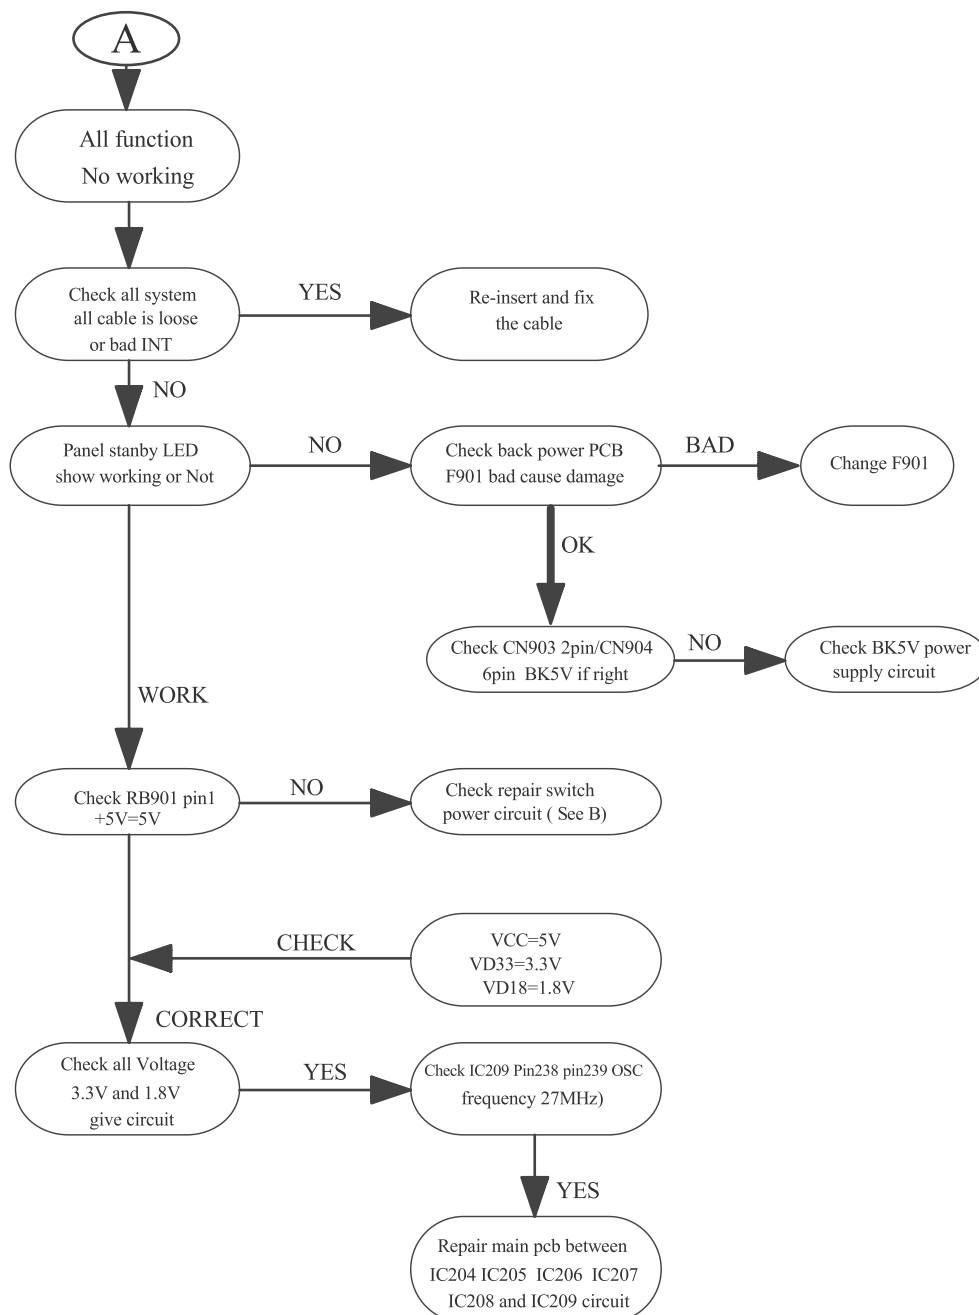 A
All function
No working
Check all system
all cable is loose
or bad INT
YES
Re-insert and fix
the cable
NO
Panel stanby LED
show working or Not
NO
Check back power PCB
F901 bad cause damage
BAD
Change F901
OK
Check CN903 2pin/CN904
6pin BK5V if right
NO
Check BK5V power
supply circuit
WORK
Check RB901 pin1
+5V=5V
NO
Check repair switch
power circuit ( See B)
CHECK
VCC=5V
VD33=3.3V
VD18=1.8V
CORRECT
Check all Voltage
3.3V and 1.8V
give circuit
YES
Check IC209 Pin238 pin239 OSC
frequency 27MHz)
YES
Repair main pcb between
IC204 IC205 IC206 IC207
IC208 and IC209 circuit